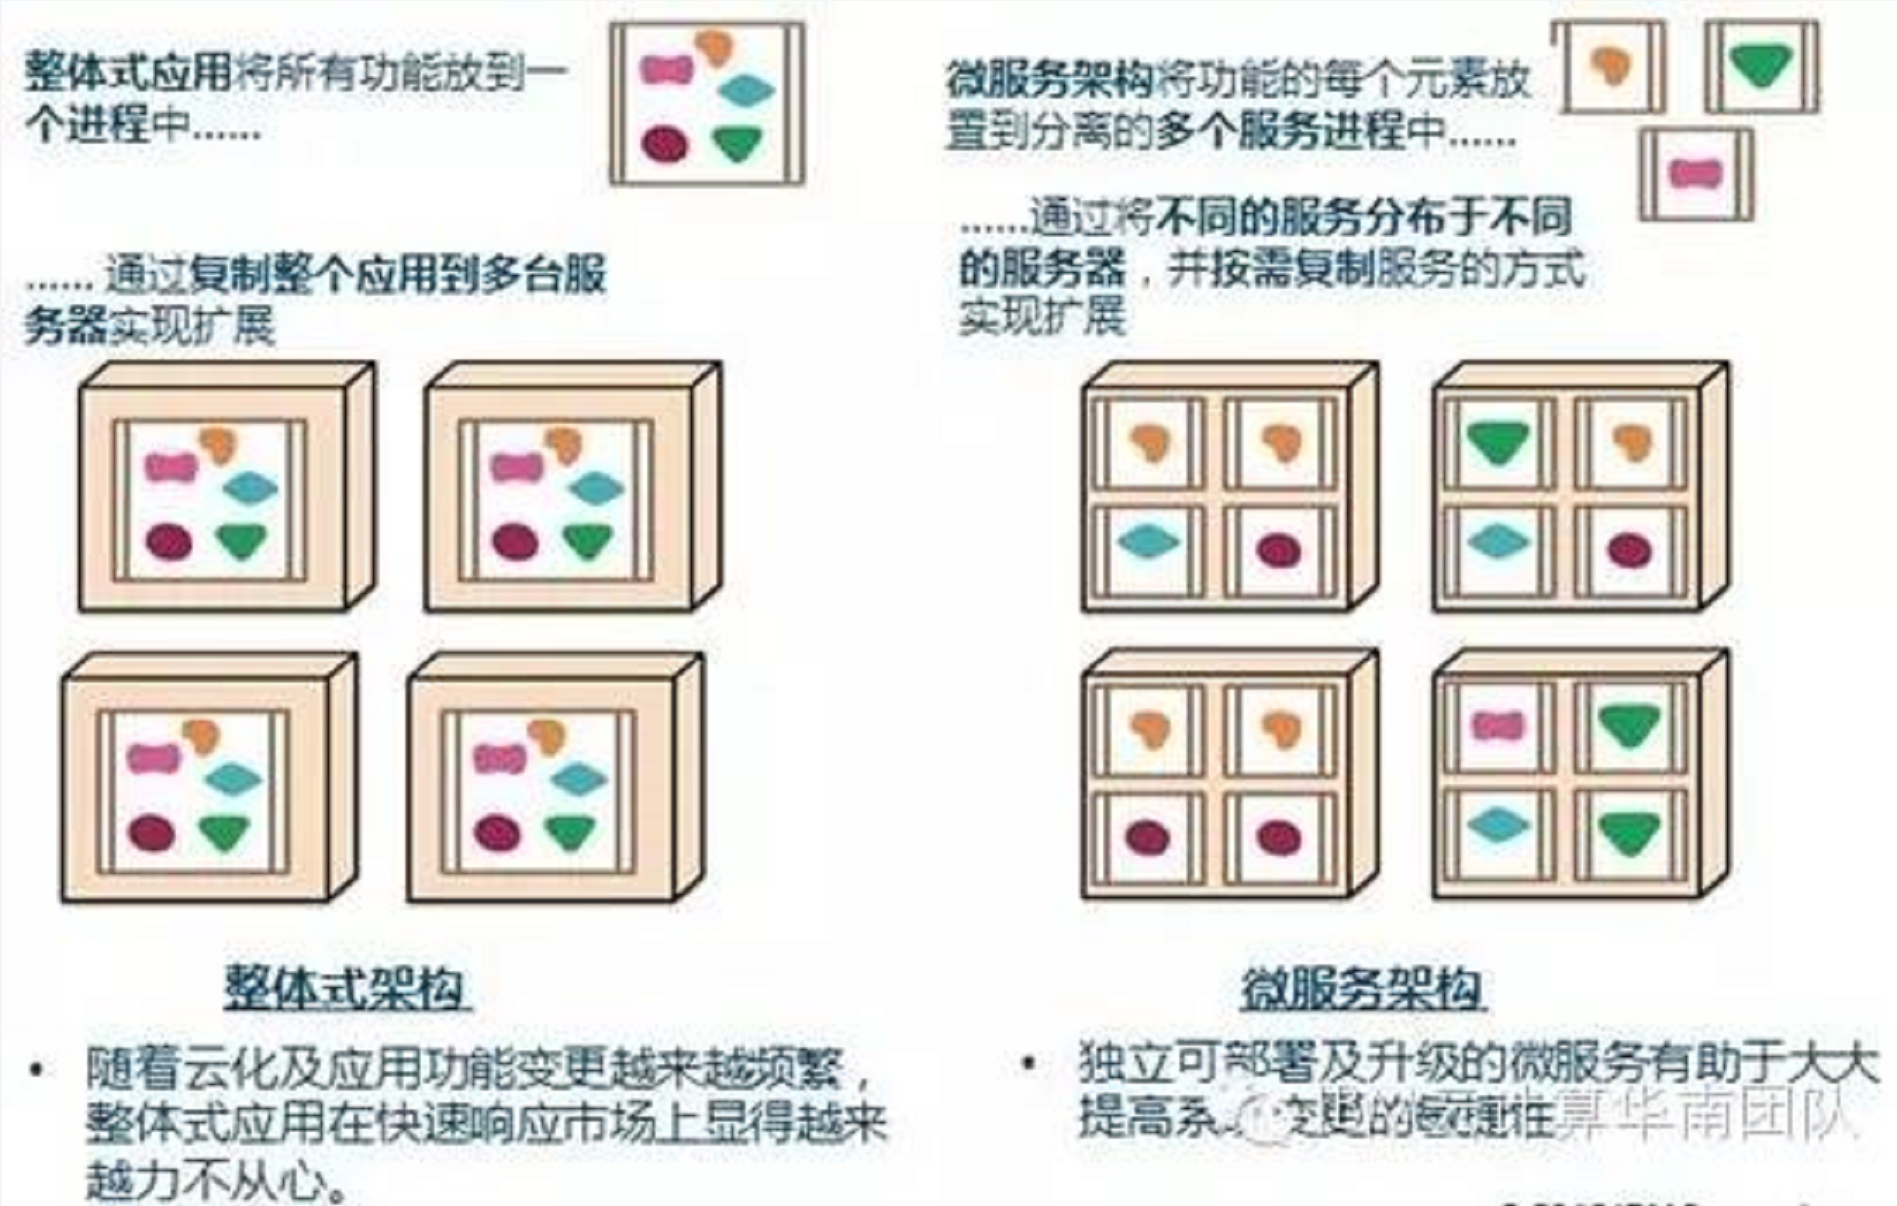 整体式应用将所有功能放到一
个进程中......
...... 通过复制整个应用到多台服
务器实现扩展
整体式架构
• 随着云化及应用功能变更越来越频繁，
整体式应用在快速响应市场上显得越来
越力不从心。
微服务架构将功能的每个元素放
置到分离的多个服务进程中......
......通过将不同的服务分布于不同
的服务器，并按需复制服务的方式
实现扩展
微服务架构
• 独立可部署及升级的微服务有助于大大
提高系 变更的敏捷性
算华南团队